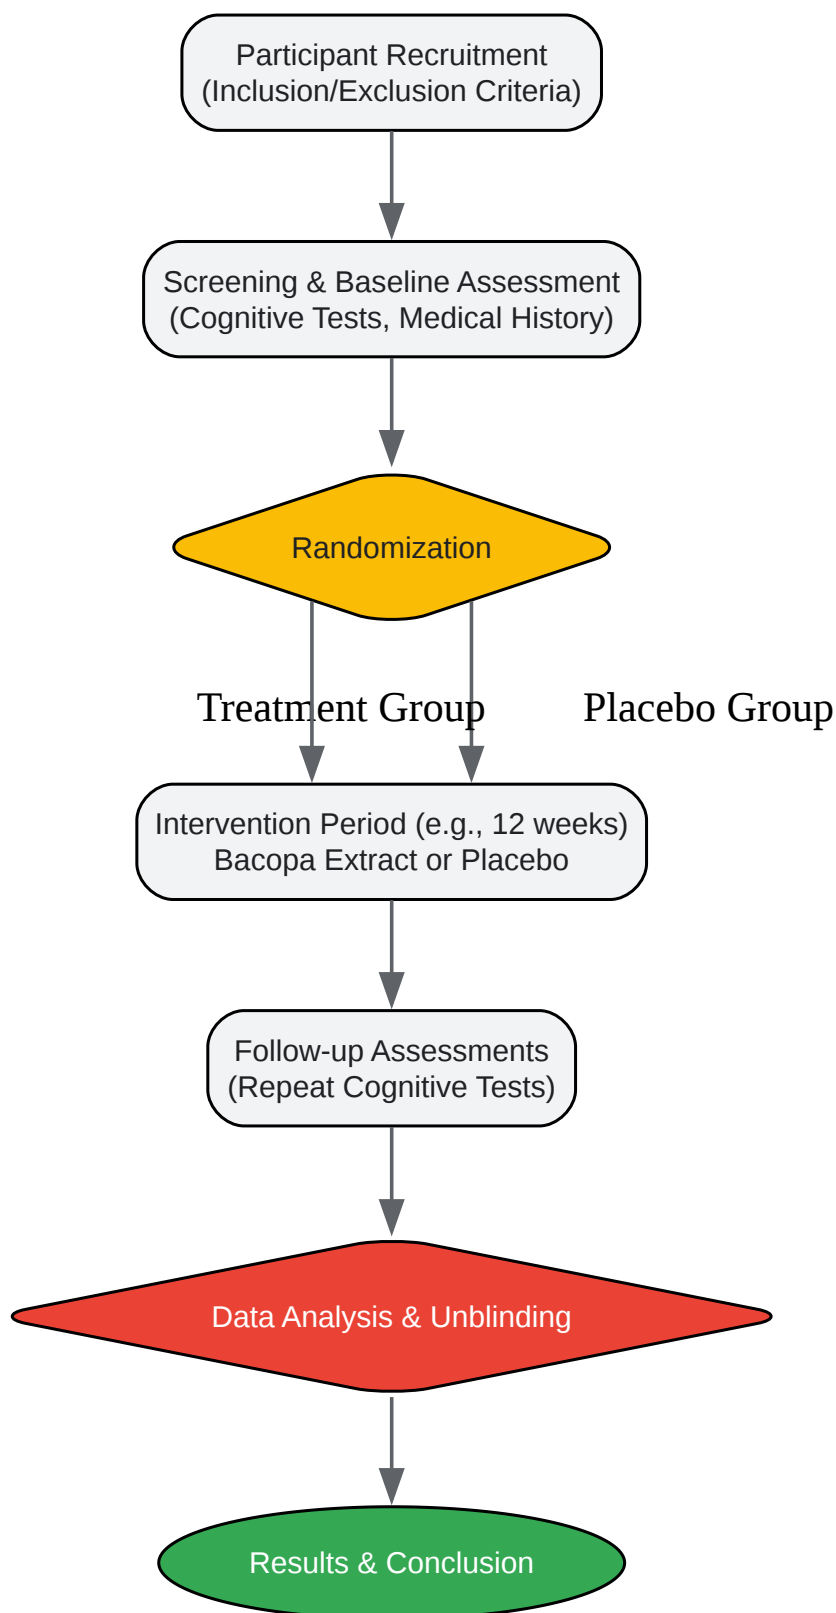 Participant Recruitment
(Inclusion/Exclusion Criteria)
Screening & Baseline Assessment
(Cognitive Tests, Medical History)
Randomization
Treatment Group
Placebo Group
Intervention Period (e.g., 12 weeks)
Bacopa Extract or Placebo
Follow-up Assessments
(Repeat Cognitive Tests)
Data Analysis & Unblinding
Results & Conclusion